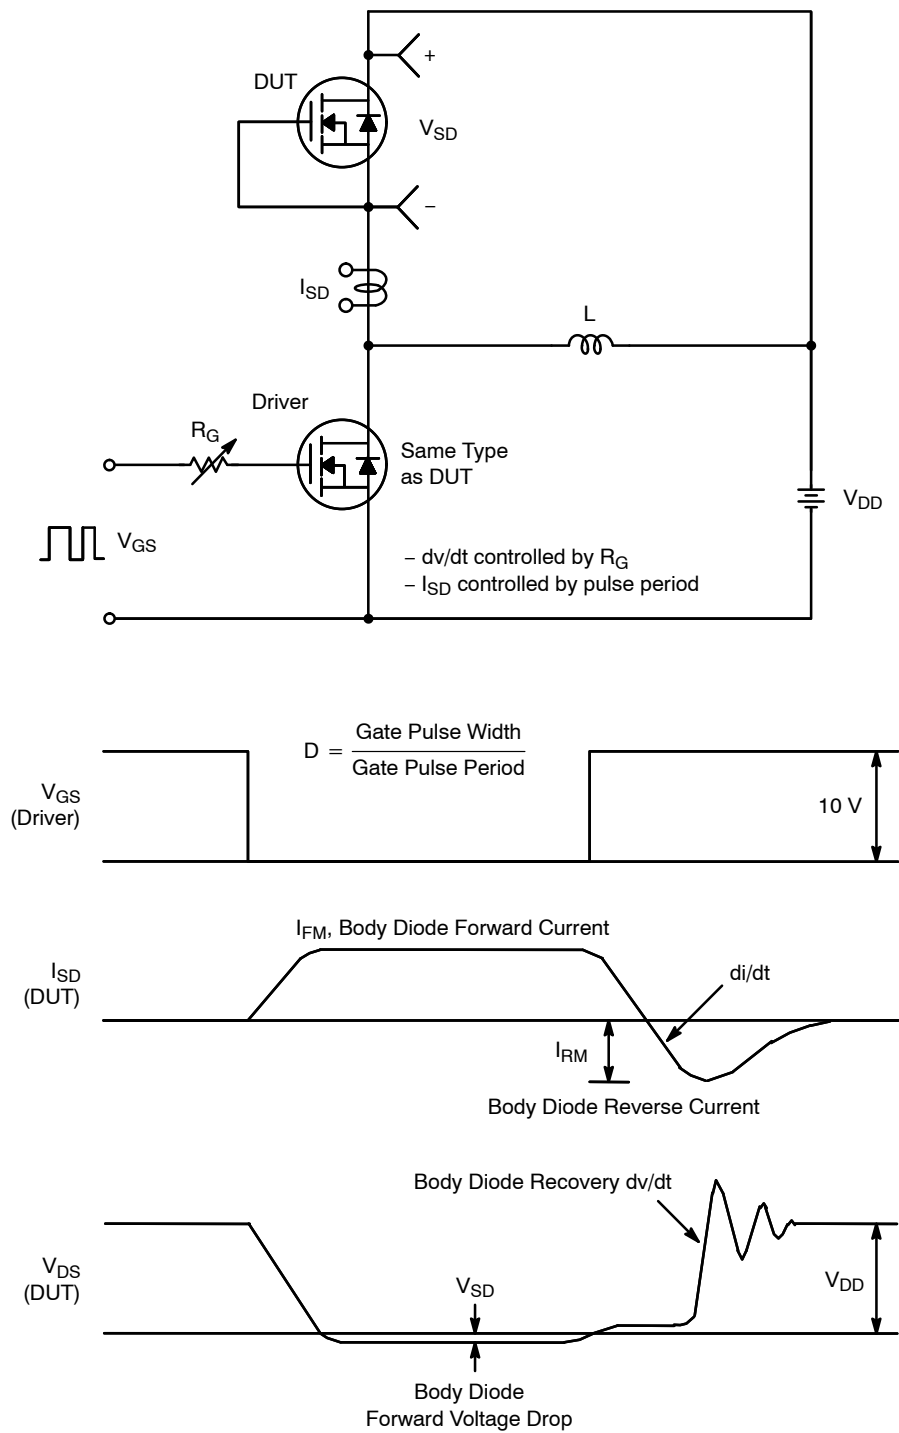 +
DUT
V_SD
−
I_SD
L
Driver
R_G
Same Type
as DUT
V_DD
V_GS
− dv/dt controlled by R_G
− I_SD controlled by pulse period
D = Gate Pulse Width
Gate Pulse Period
V_GS
(Driver)
10 V
I_FM, Body Diode Forward Current
I_SD
(DUT)
di/dt
I_RM
Body Diode Reverse Current
Body Diode Recovery dv/dt
V_DS
(DUT)
V_SD
V_DD
Body Diode
Forward Voltage Drop